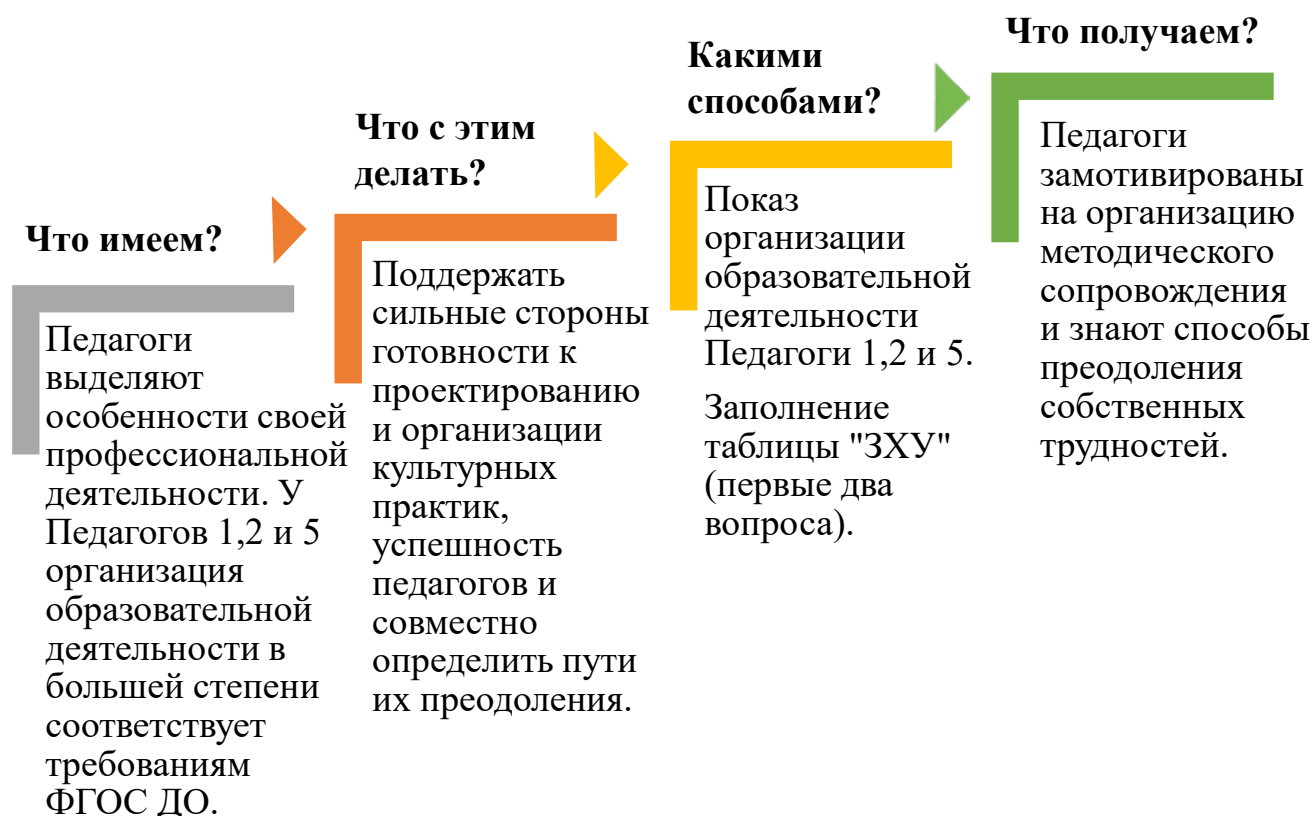 Что имеем?
Педагоги
выделяют
особенности своей
профессиональной
деятельности. У
Педагогов 1,2 и 5
организация
образовательной
деятельности в
большей степени
соответствует
требованиям
ФГОС ДО.
Что с этим
делать?
Поддержать
сильные стороны
готовности к
проектированию
и организации
культурных
практик,
успешность
педагогов и
совместно
определить пути
их преодоления.
Какими
способами?
Показ
организации
образовательной
деятельности
Педагоги 1,2 и 5.
Заполнение
таблицы "ЗХУ"
(первые два
вопроса).
Что получаем?
Педагоги
замотивированы
на организацию
методического
сопровождения
и знают способы
преодоления
собственных
трудностей.